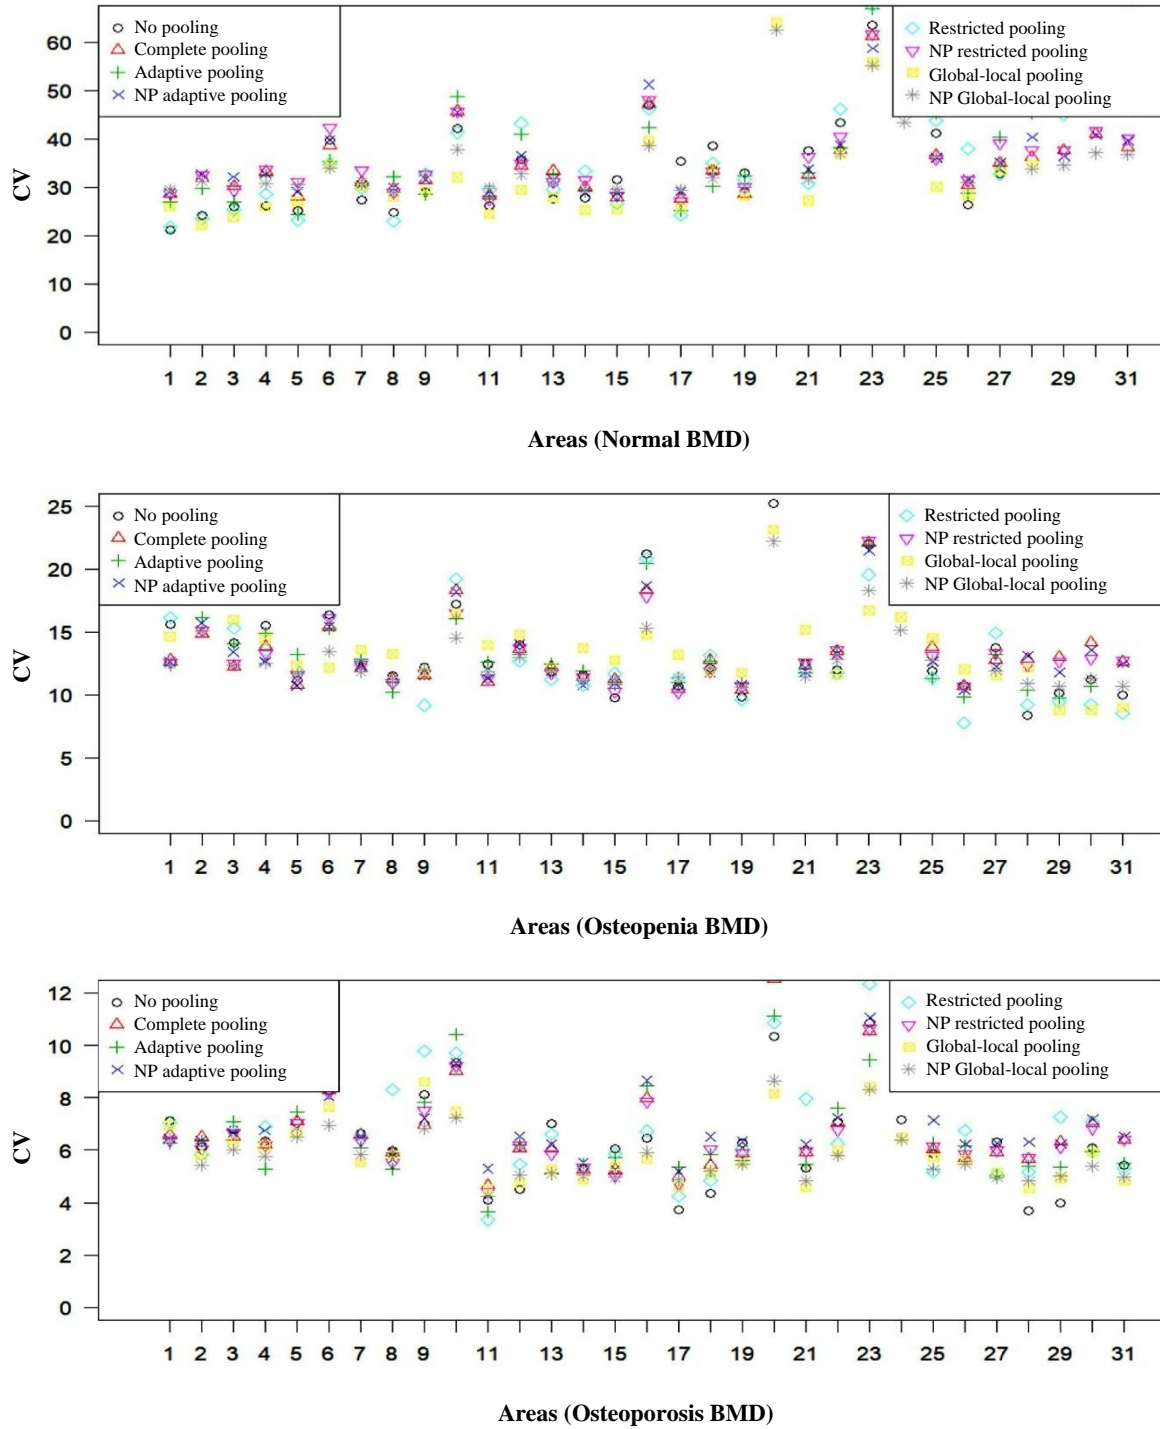 60
50
40
30
20
10
0
CV
No pooling
Complete pooling
Adaptive pooling
NP adaptive pooling
Restricted pooling
NP restricted pooling
Global-local pooling
NP Global-local pooling
1 2 3 4 5 6 7 8 9 11 13 15 17 19 21 23 25 27 29 31
Areas (Normal BMD)
25
20
15
10
5
0
CV
No pooling
Complete pooling
Adaptive pooling
NP adaptive pooling
Restricted pooling
NP restricted pooling
Global-local pooling
NP Global-local pooling
1 2 3 4 5 6 7 8 9 11 13 15 17 19 21 23 25 27 29 31
Areas (Osteopenia BMD)
12
10
8
6
4
2
0
CV
No pooling
Complete pooling
Adaptive pooling
NP adaptive pooling
Restricted pooling
NP restricted pooling
Global-local pooling
NP Global-local pooling
1 2 3 4 5 6 7 8 9 11 13 15 17 19 21 23 25 27 29 31
Areas (Osteoporosis BMD)